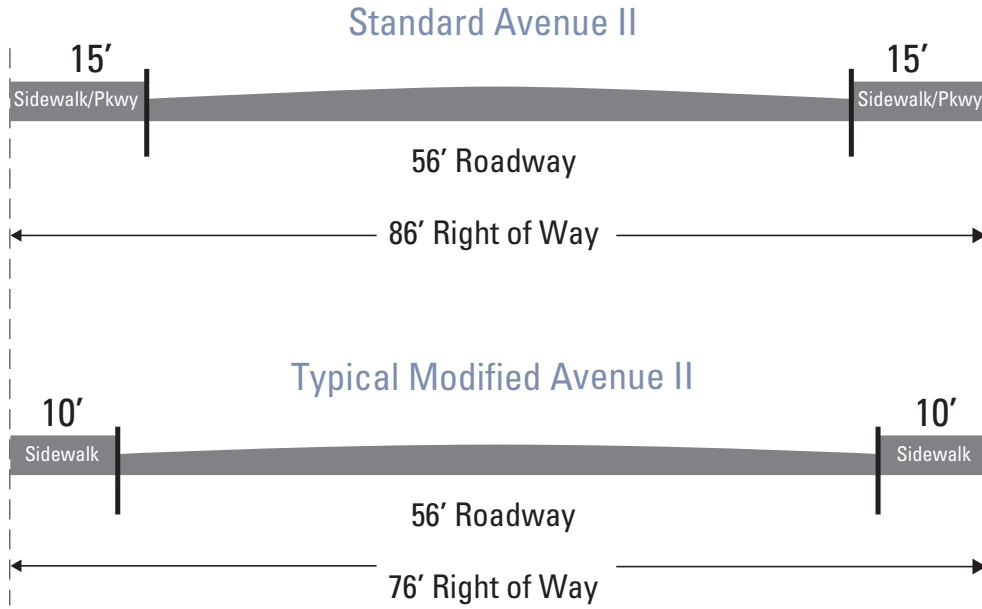 Standard Avenue II
15’ 15’
Sidewalk/Pkwy Sidewalk/Pkwy
56’ Roadway
86’ Right of Way
Typical Modified Avenue II
10’ 10’
Sidewalk Sidewalk
56’ Roadway
76’ Right of Way